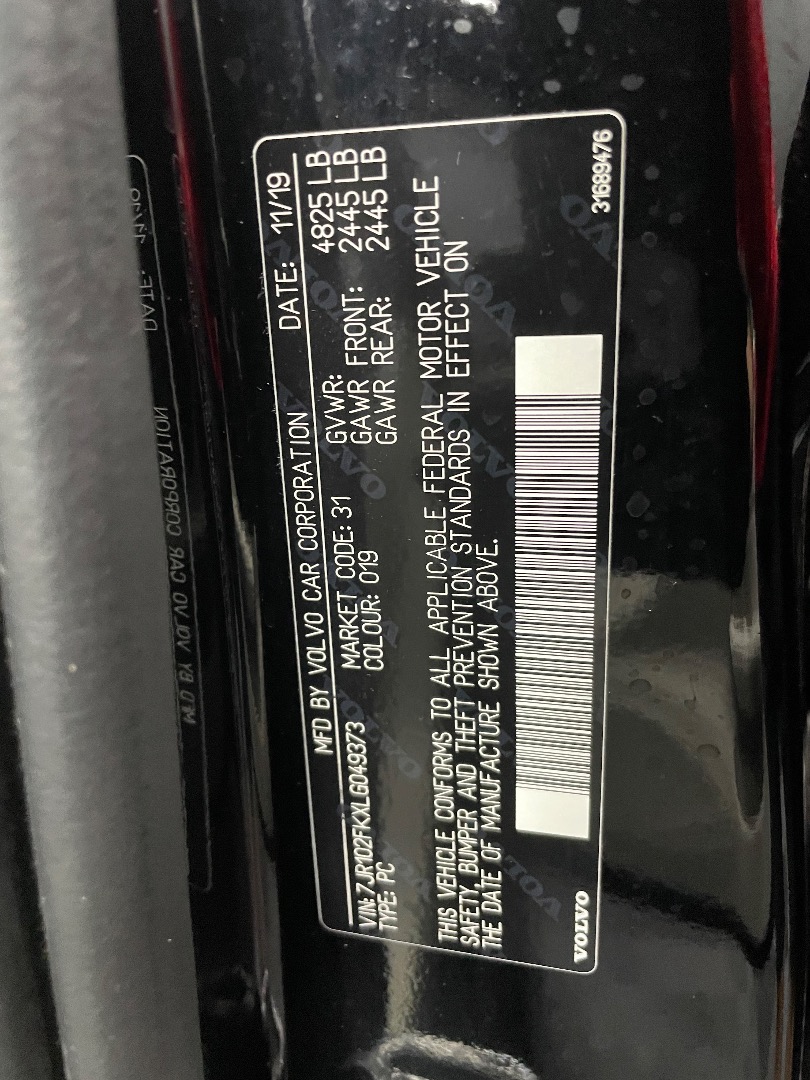 MFD BY VOLVO CAR CORPORATION DATE: 11/19
VIN: 7JR102FKXLG049373 MARKET CODE: 31 GVWR: 4825 LB
TYPE: PC COLOUR: 019 GAWR FRONT: 2445 LB
GAWR REAR: 2445 LB
THIS VEHICLE CONFORMS TO ALL APPLICABLE FEDERAL MOTOR VEHICLE
SAFETY, BUMPER AND THEFT PREVENTION STANDARDS IN EFFECT ON
THE DATE OF MANUFACTURE SHOWN ABOVE.
VOLVO 31689476